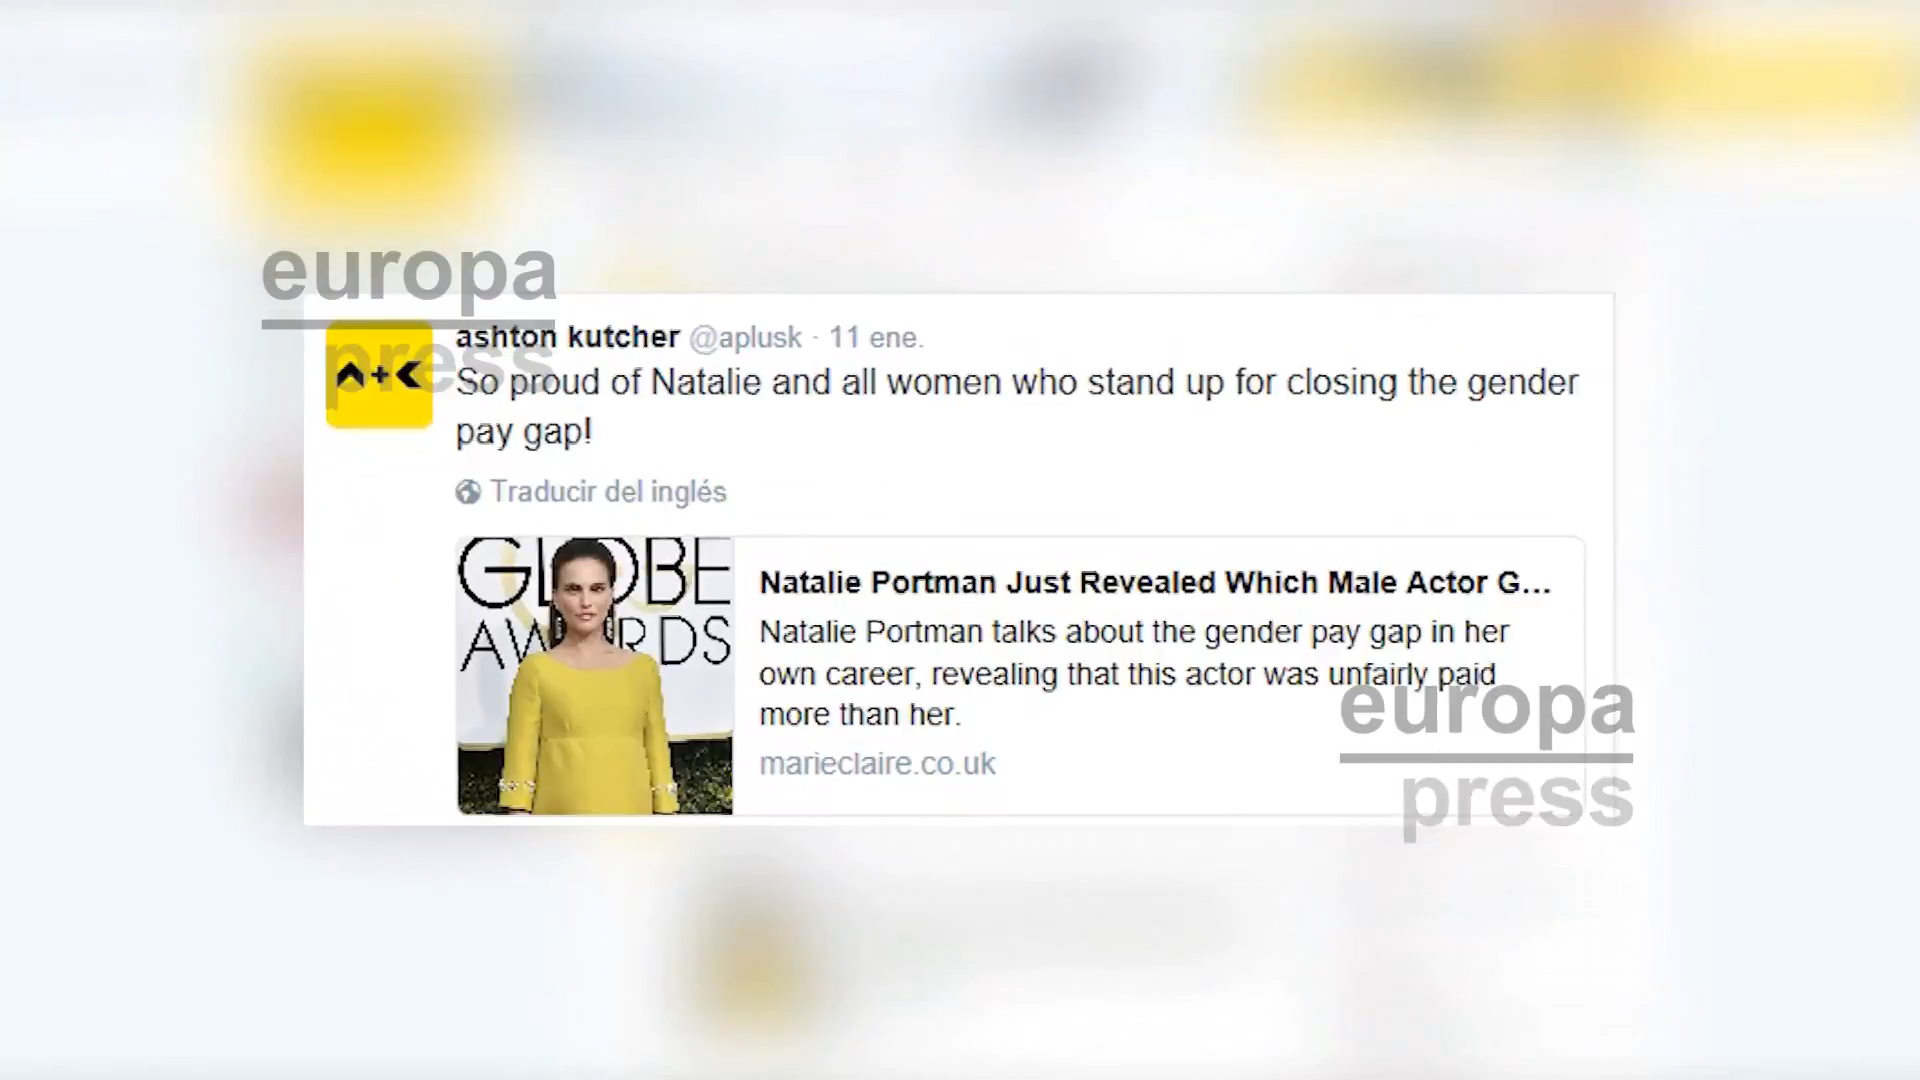 europa
press
ashton kutcher @aplusk · 11 ene.
So proud of Natalie and all women who stand up for closing the gender
pay gap!
Traducir del inglés
GLOBE
AWARDS
Natalie Portman Just Revealed Which Male Actor G...
Natalie Portman talks about the gender pay gap in her
own career, revealing that this actor was unfairly paid
more than her.
marieclaire.co.uk
europa
press